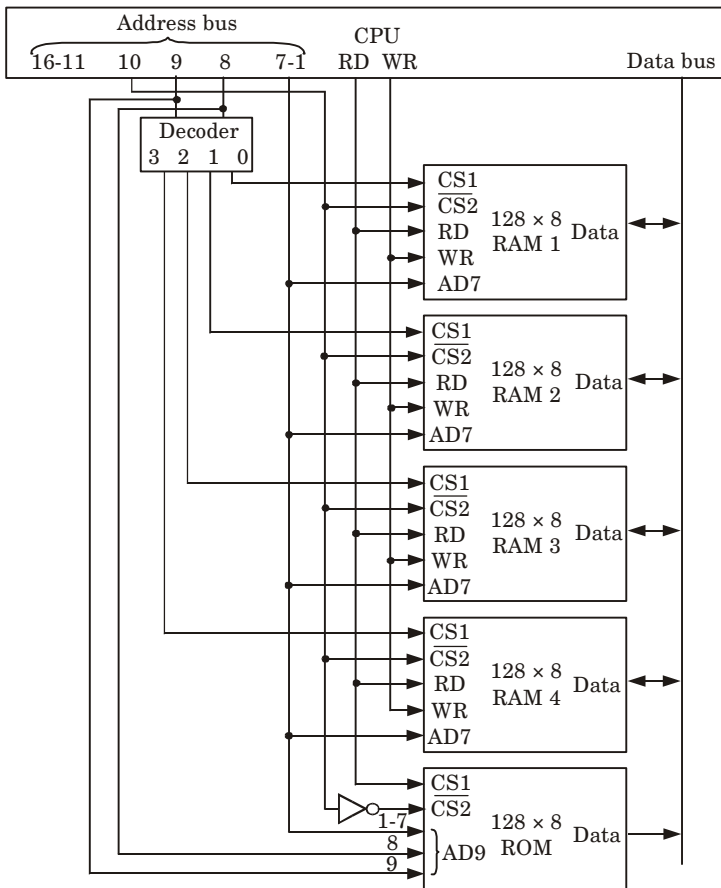 Address bus
CPU
16-11 10 9 8 7-1 RD WR Data bus
Decoder
3 2 1 0
CS1
CS2
RD
WR
AD7
128 × 8
RAM 1
Data
CS1
CS2
RD
WR
AD7
128 × 8
RAM 2
Data
CS1
CS2
RD
WR
AD7
128 × 8
RAM 3
Data
CS1
CS2
RD
WR
AD7
128 × 8
RAM 4
Data
CS1
CS2
1-7
8
9
AD9
128 × 8
ROM
Data